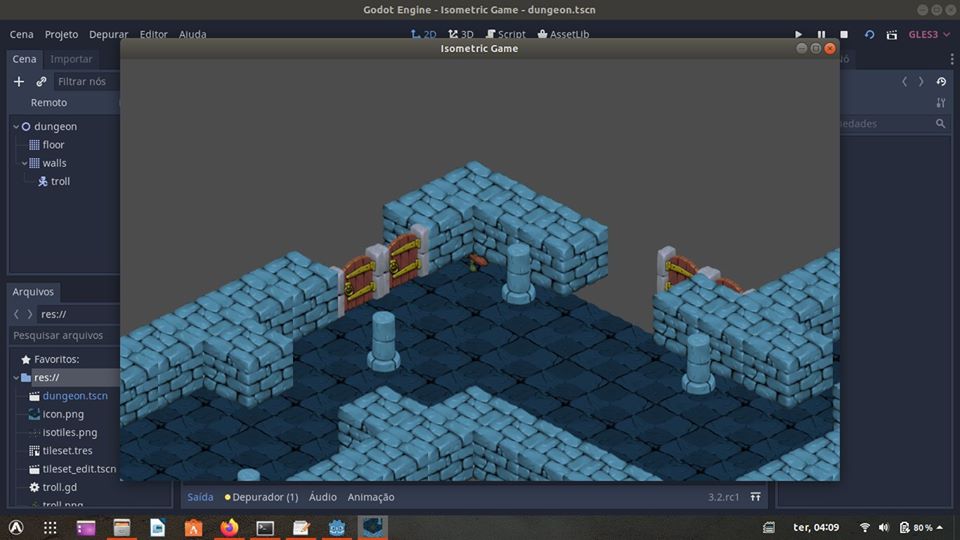 Godot Engine - Isometric Game - dungeon.tscn
Cena Projeto Depurar Editor Ajuda
2D 3D Script AssetLib
GLES3
Isometric Game
Cena Importar
Filtrar nós
Remoto
dungeon
floor
walls
troll
Arquivos
res://
Pesquisar arquivos
Favoritos:
res://
dungeon.tscn
icon.png
isotiles.png
tileset.tres
tileset_edit.tscn
troll.gd
troll.png
Nó
edades
Saída Depurador (1) Áudio Animação
3.2.rc1
ter, 04:09
80 %